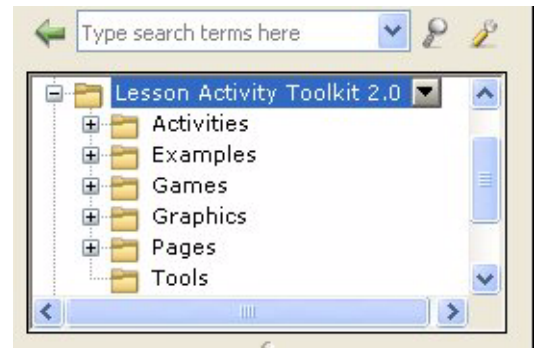 Type search terms here
Lesson Activity Toolkit 2.0
Activities
Examples
Games
Graphics
Pages
Tools